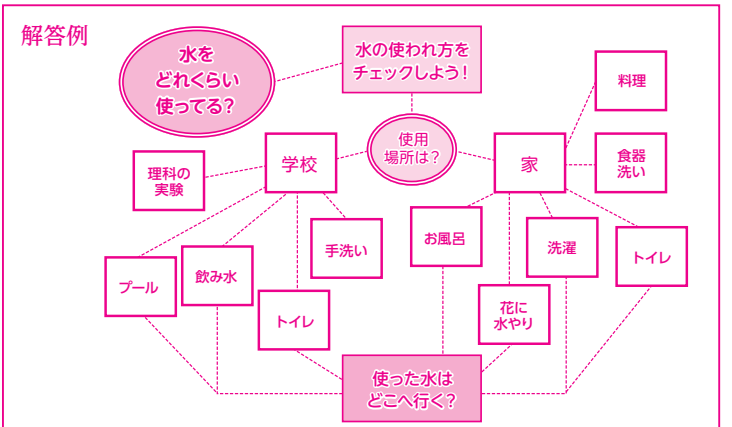 解答例
水を
どれくらい
使ってる?
水の使われ方を
チェックしよう!
料理
使用
場所は?
学校
家
食器
洗い
理科の
実験
手洗い
お風呂
洗濯
トイレ
プール
飲み水
トイレ
花に
水やり
使った水は
どこへ行く?